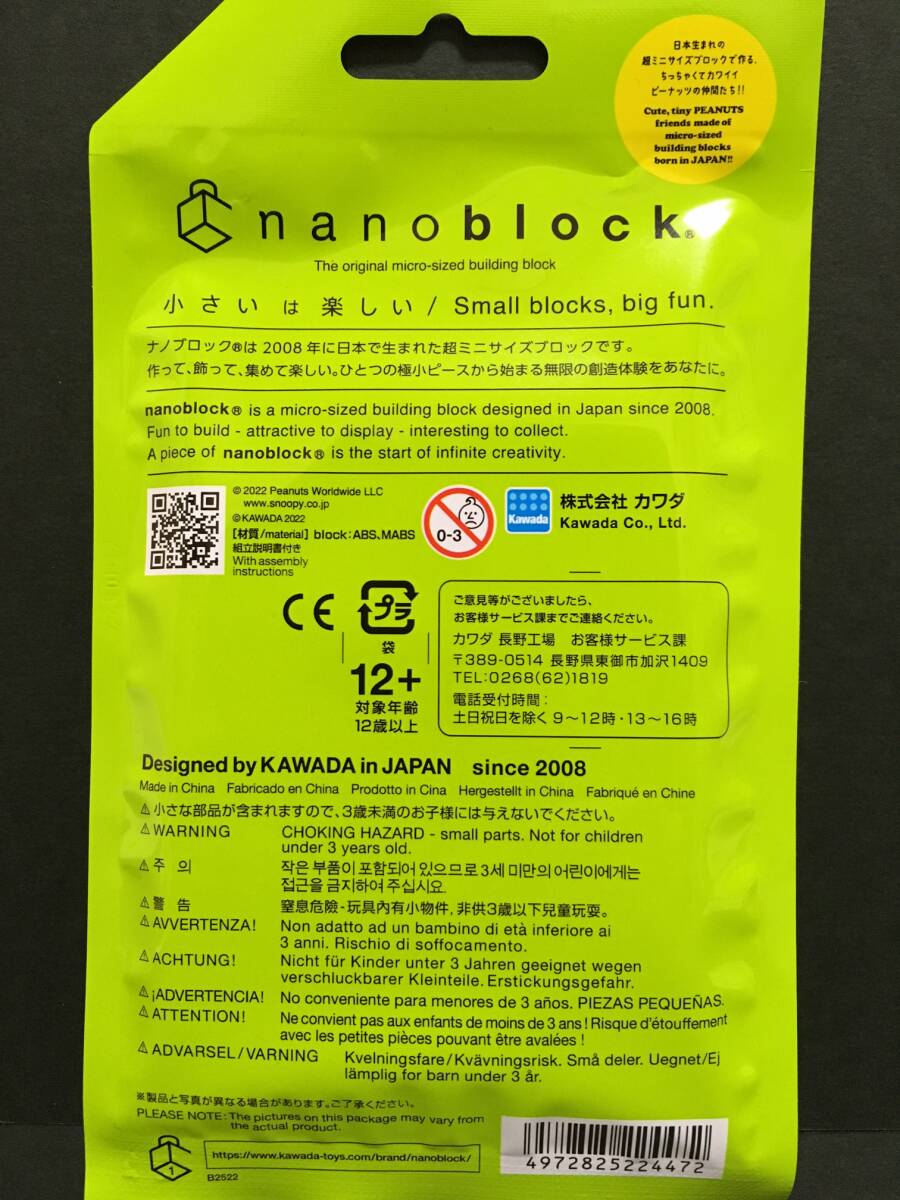 日本生まれの
超ミニサイズブロックで作る、
ちっちゃくてカワイイ
ピーナッツの仲間たち!!
Cute, tiny PEANUTS
friends made of
micro-sized
building blocks
born in JAPAN!!
nanoblock®
The original micro-sized building block
小さいは楽しい/ Small blocks, big fun.
ナノブロック®は2008年に日本で生まれた超ミニサイズブロックです。
作って、飾って、集めて楽しい。ひとつの極小ピースから始まる無限の創造体験をあなたに。
nanoblock® is a micro-sized building block designed in Japan since 2008.
Fun to build - attractive to display - interesting to collect.
A piece of nanoblock® is the start of infinite creativity.
© 2022 Peanuts Worldwide LLC
www.snoopy.co.jp
©KAWADA 2022
[材質/material] block:ABS、MABS
組立説明書付き
With assembly
instructions
0-3
Kawada
株式会社 カワダ
Kawada Co., Ltd.
CE
プラ
袋
12+
対象年齢
12歳以上
ご意見等がございましたら、
お客様サービス課までご連絡ください。
カワダ 長野工場 お客様サービス課
〒389-0514 長野県東御市加沢1409
TEL:0268(62)1819
電話受付時間:
土日祝日を除く 9〜12時・13〜16時
Designed by KAWADA in JAPAN since 2008
Made in China Fabricado en China Prodotto in Cina Hergestellt in China Fabriqué en Chine
⚠小さな部品が含まれますので、3歳未満のお子様には与えないでください。
⚠WARNING CHOKING HAZARD - small parts. Not for children
under 3 years old.
⚠주 의 작은 부품이 포함되어 있으므로 3세 미만의 어린이에게는
접근을 금지하여 주십시요.
⚠警 告 窒息危險-玩具內有小物件, 非供3歲以下兒童玩耍。
⚠AVVERTENZA! Non adatto ad un bambino di età inferiore ai
3 anni. Rischio di soffocamento.
⚠ACHTUNG! Nicht für Kinder unter 3 Jahren geeignet wegen
verschluckbarer Kleinteile. Erstickungsgefahr.
⚠¡ADVERTENCIA! No conveniente para menores de 3 años. PIEZAS PEQUEÑAS.
⚠ATTENTION! Ne convient pas aux enfants de moins de 3 ans ! Risque d'étouffement
avec les petites pièces pouvant être avalées !
⚠ADVARSEL/VARNING Kvelningsfare/Kvävningsrisk. Små deler. Uegnet/Ej
lämplig for barn under 3 år.
※製品と写真が異なる場合があります。ご了承ください。
PLEASE NOTE: The pictures on this package may vary from
the actual product.
1
https://www.kawada-toys.com/brand/nanoblock/
B2522
4972825224472